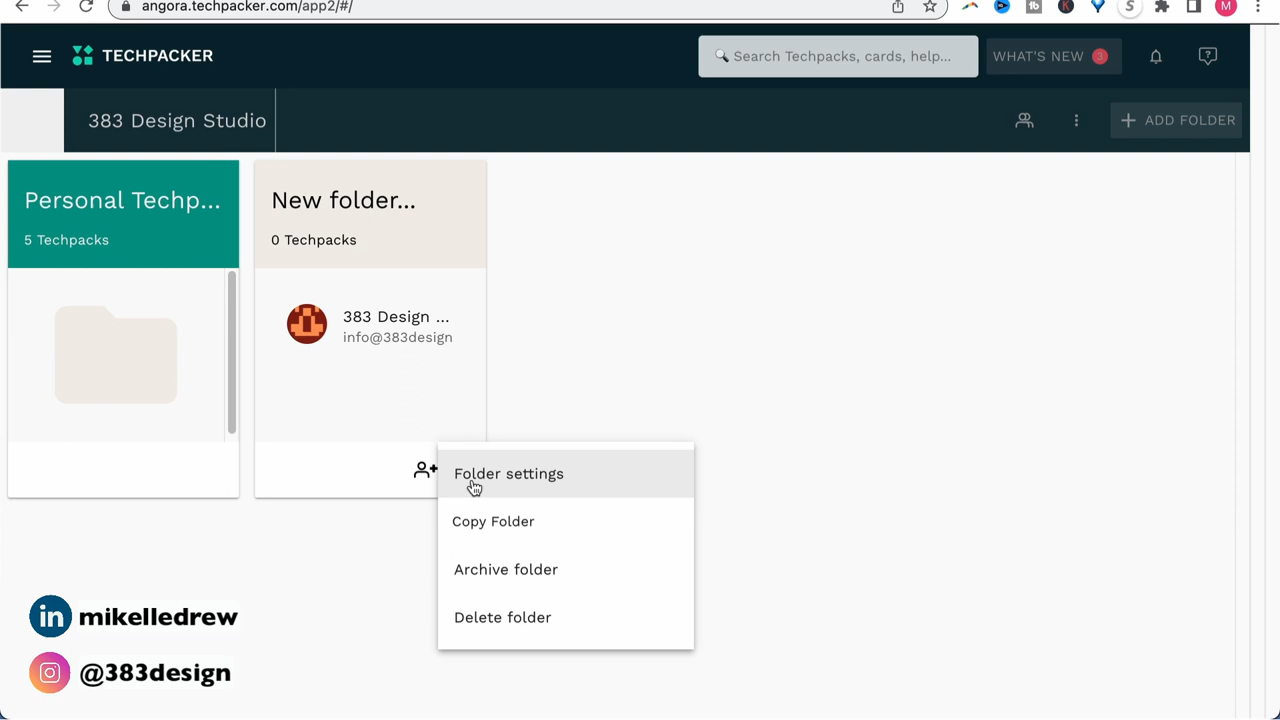 angora.techpacker.com/app2/#/
M
TECHPACKER
Search Techpacks, cards, help...
WHAT'S NEW 3
383 Design Studio
ADD FOLDER
Personal Techp...
5 Techpacks
New folder...
0 Techpacks
383 Design ...
info@383design
Folder settings
Copy Folder
Archive folder
Delete folder
in mikelledrew
@383design